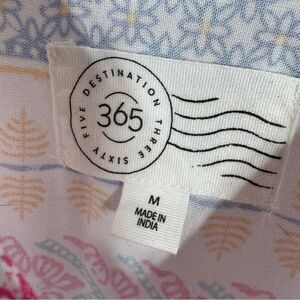 DESTINATION THREE SIXTY FIVE
365
M
MADE IN
INDIA